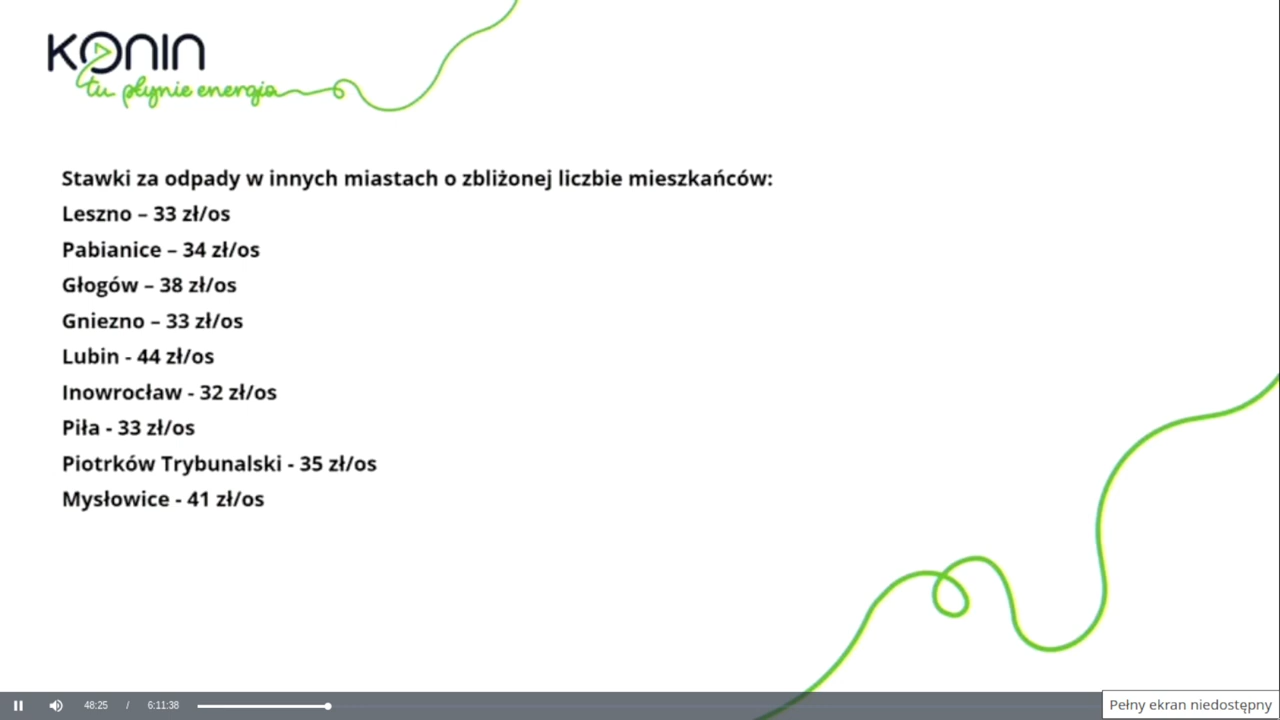 KONIN
tu płynie energia
Stawki za odpady w innych miastach o zbliżonej liczbie mieszkańców:
Leszno – 33 zł/os
Pabianice – 34 zł/os
Głogów – 38 zł/os
Gniezno – 33 zł/os
Lubin - 44 zł/os
Inowrocław - 32 zł/os
Piła - 33 zł/os
Piotrków Trybunalski - 35 zł/os
Mysłowice - 41 zł/os
48:25 / 6:11:38
Pełny ekran niedostępny